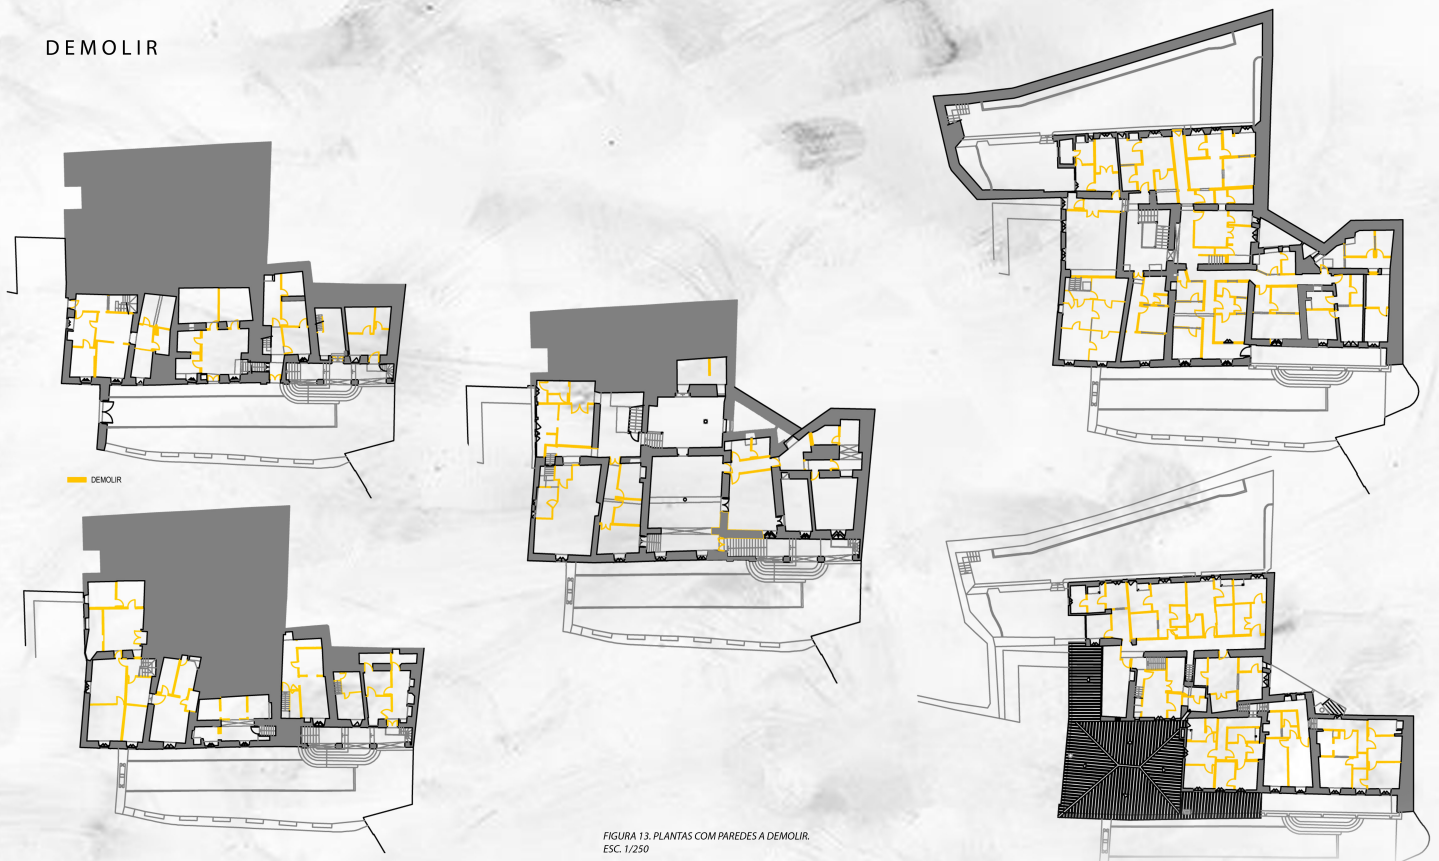 DEMOLIR
DEMOLIR
FIGURA 13. PLANTAS COM PAREDES A DEMOLIR.
ESC. 1/250